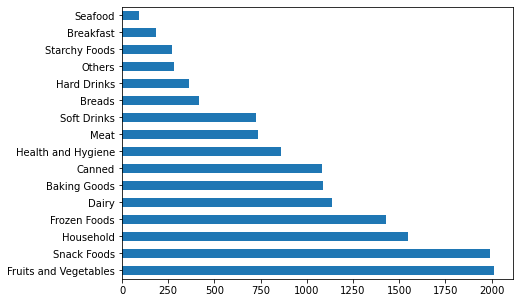 Seafood
Breakfast
Starchy Foods
Others
Hard Drinks
Breads
Soft Drinks
Meat
Health and Hygiene
Canned
Baking Goods
Dairy
Frozen Foods
Household
Snack Foods
Fruits and Vegetables
0 250 500 750 1000 1250 1500 1750 2000